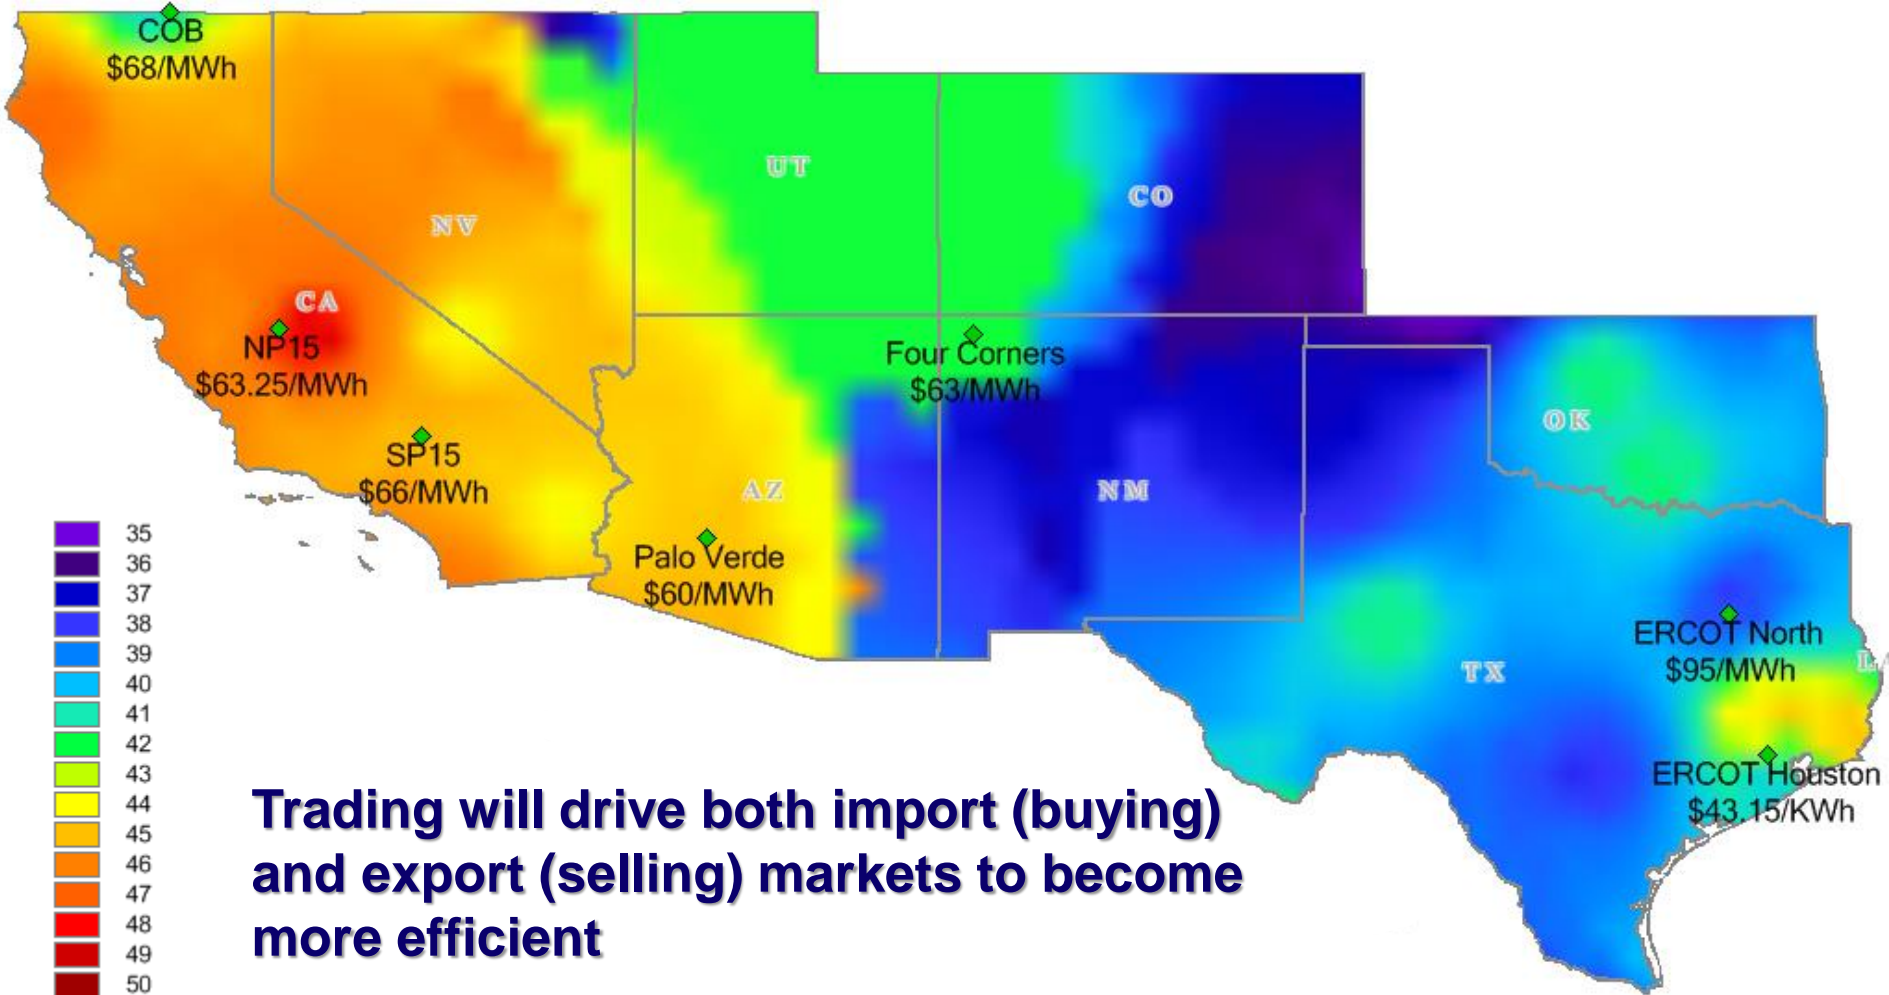 COB
$68/MWh
UT
CO
NV
CA
NP15
$63.25/MWh
Four Corners
$63/MWh
OK
SP15
$66/MWh
AZ
NM
Palo Verde
$60/MWh
ERCOT North
$95/MWh
TX
LA
ERCOT Houston
$43.15/KWh
35
36
37
38
39
40
41
42
43
44
45
46
47
48
49
50
Trading will drive both import (buying)
and export (selling) markets to become
more efficient